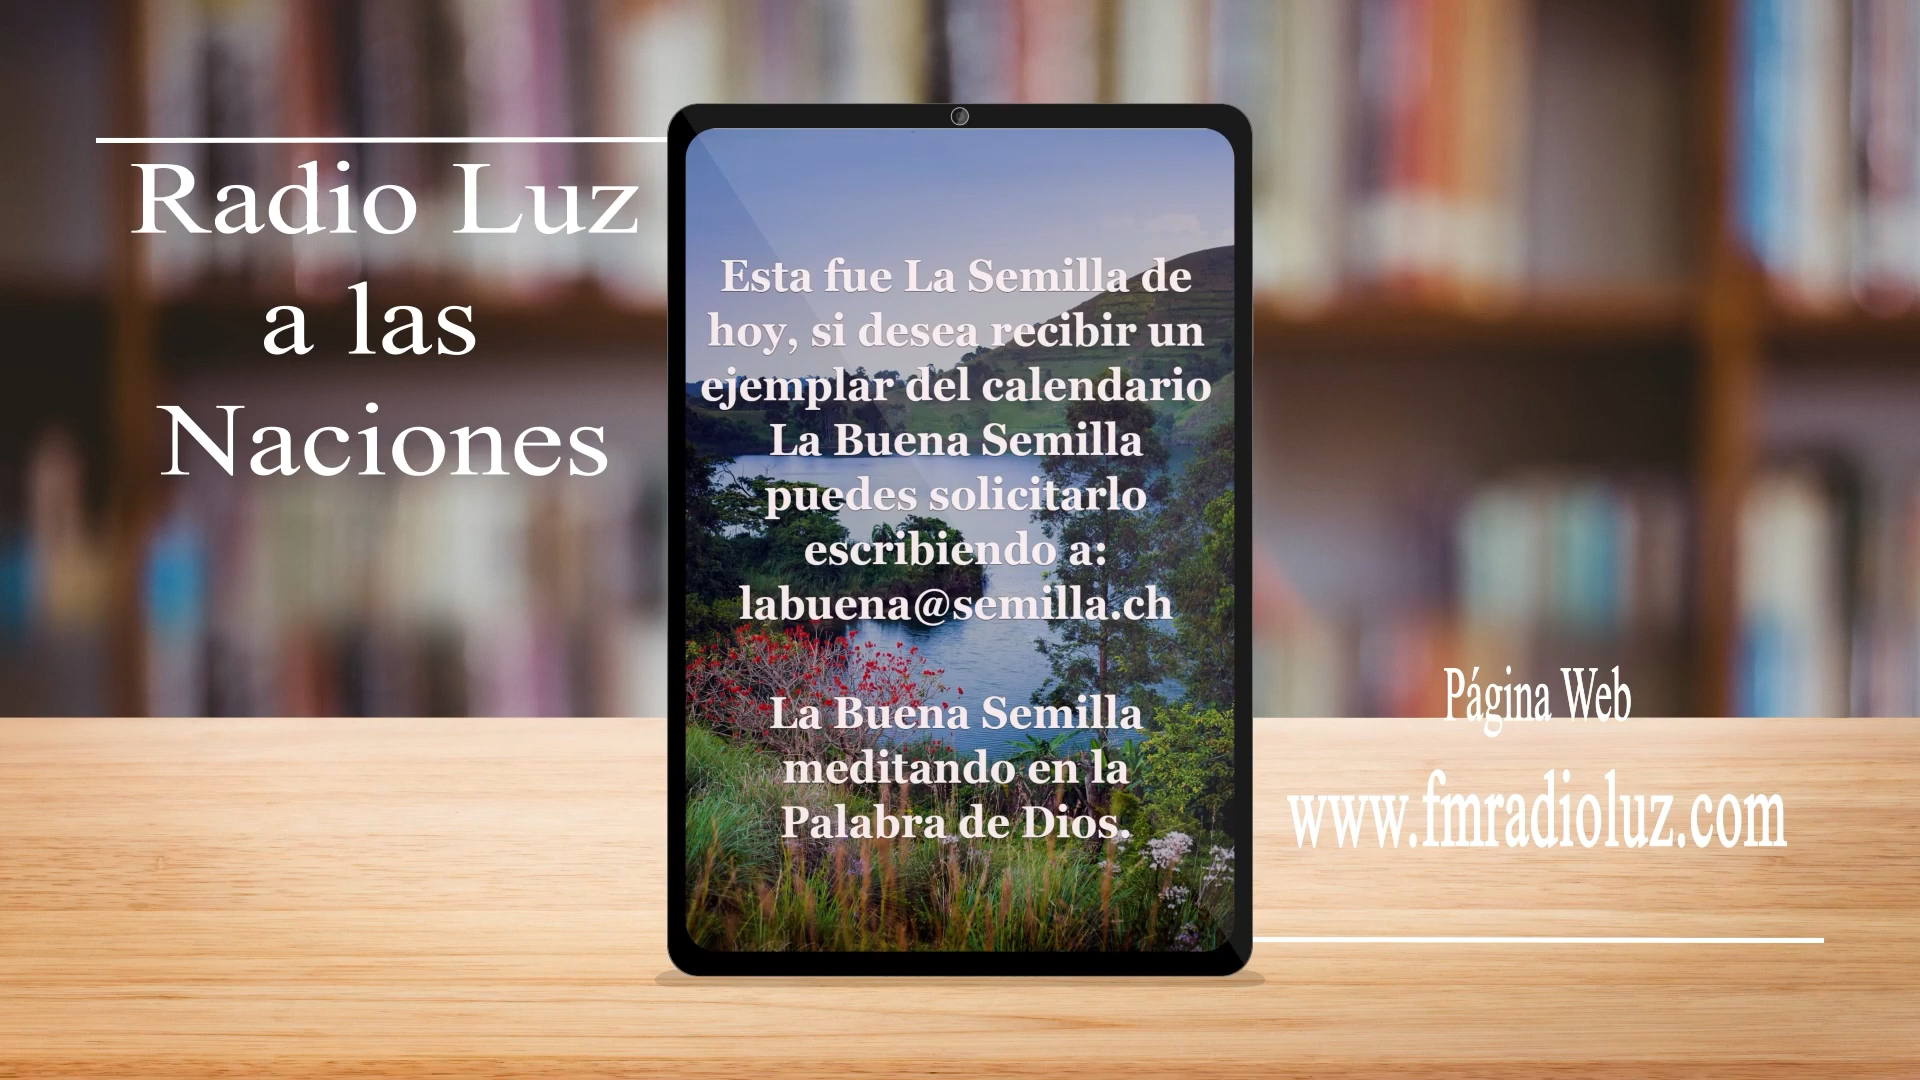 Radio Luz
a las
Naciones
Esta fue La Semilla de
hoy, si desea recibir un
ejemplar del calendario
La Buena Semilla
puedes solicitarlo
escribiendo a:
labuena@semilla.ch
La Buena Semilla
meditando en la
Palabra de Dios.
Página Web
www.fmradioluz.com